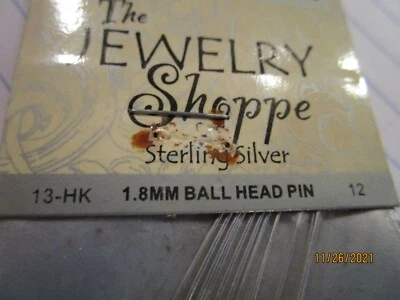 The
JEWELRY
Shoppe
Sterling Silver
13-HK 1.8MM BALL HEAD PIN 12
11/26/2021